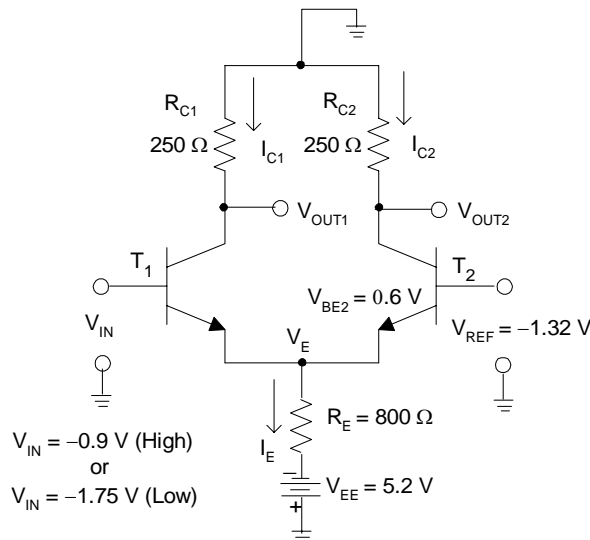 R_C1
250 Ω
I_C1
R_C2
250 Ω
I_C2
V_OUT1
V_OUT2
T_1
T_2
V_BE2 = 0.6 V
V_IN
V_E
V_REF = −1.32 V
I_E
R_E = 800 Ω
V_IN = −0.9 V (High)
or
V_IN = −1.75 V (Low)
−
+
V_EE = 5.2 V